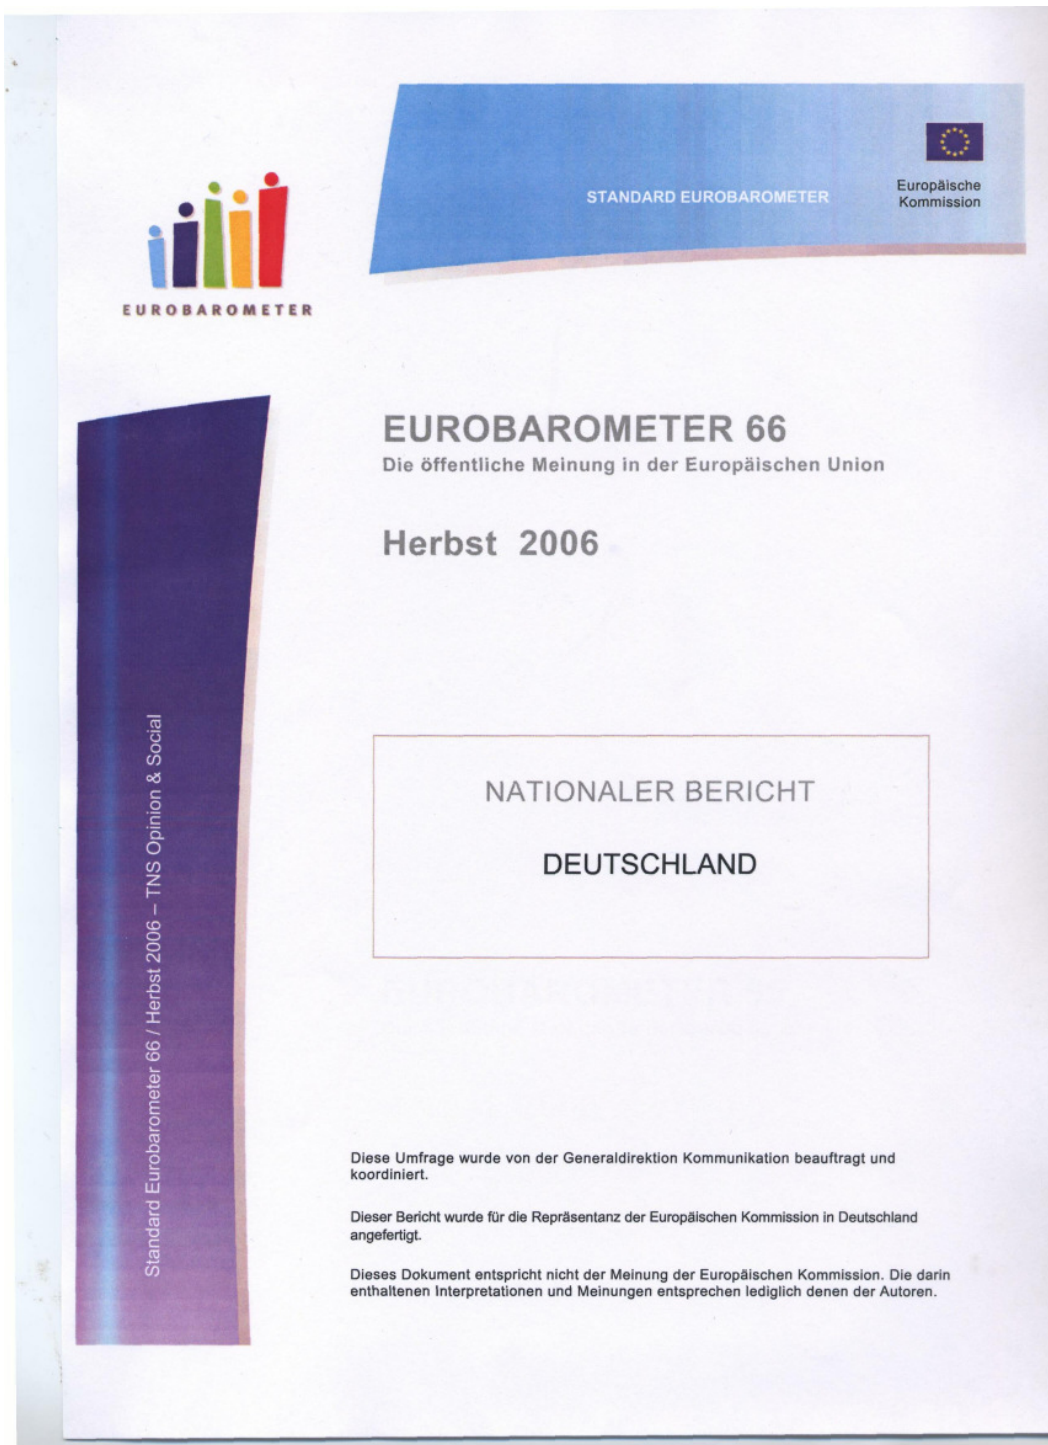 STANDARD EUROBAROMETER
Europäische
Kommission
EUROBAROMETER
EUROBAROMETER 66
Die öffentliche Meinung in der Europäischen Union
Herbst 2006
Standard Eurobarometer 66 / Herbst 2006 – TNS Opinion & Social
NATIONALER BERICHT
DEUTSCHLAND
Diese Umfrage wurde von der Generaldirektion Kommunikation beauftragt und
koordiniert.
Dieser Bericht wurde für die Repräsentanz der Europäischen Kommission in Deutschland
angefertigt.
Dieses Dokument entspricht nicht der Meinung der Europäischen Kommission. Die darin
enthaltenen Interpretationen und Meinungen entsprechen lediglich denen der Autoren.